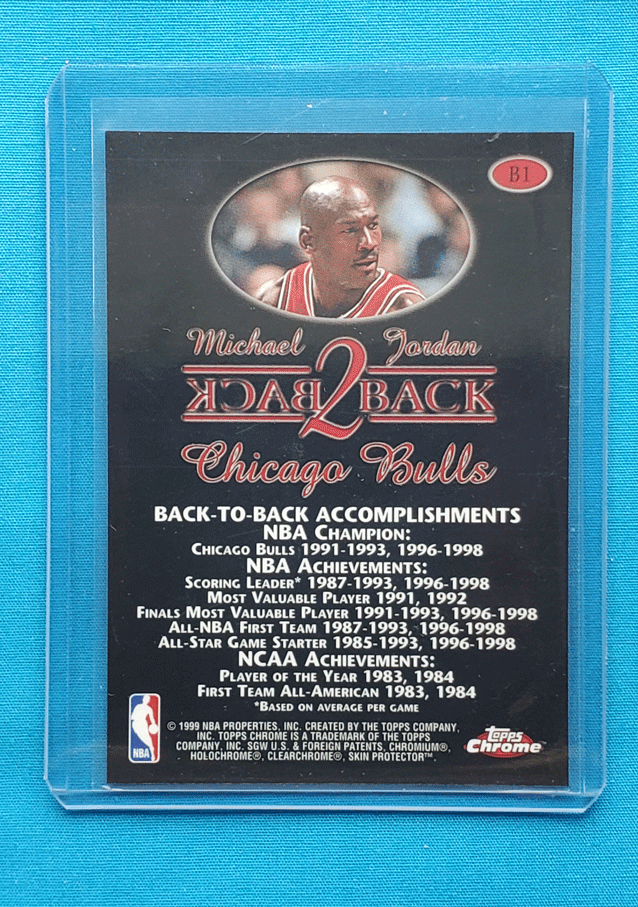 B1
Michael Jordan
BACK 2 BACK
Chicago Bulls
BACK-TO-BACK ACCOMPLISHMENTS
NBA CHAMPION:
CHICAGO BULLS 1991-1993, 1996-1998
NBA ACHIEVEMENTS:
SCORING LEADER* 1987-1993, 1996-1998
MOST VALUABLE PLAYER 1991, 1992
FINALS MOST VALUABLE PLAYER 1991-1993, 1996-1998
ALL-NBA FIRST TEAM 1987-1993, 1996-1998
ALL-STAR GAME STARTER 1985-1993, 1996-1998
NCAA ACHIEVEMENTS:
PLAYER OF THE YEAR 1983, 1984
FIRST TEAM ALL-AMERICAN 1983, 1984
*BASED ON AVERAGE PER GAME
NBA
© 1999 NBA PROPERTIES, INC. CREATED BY THE TOPPS COMPANY,
INC. TOPPS CHROME IS A TRADEMARK OF THE TOPPS
COMPANY, INC. SGW U.S. & FOREIGN PATENTS, CHROMIUM®,
HOLOCHROME®, CLEARCHROME®, SKIN PROTECTOR™.
Topps
Chrome